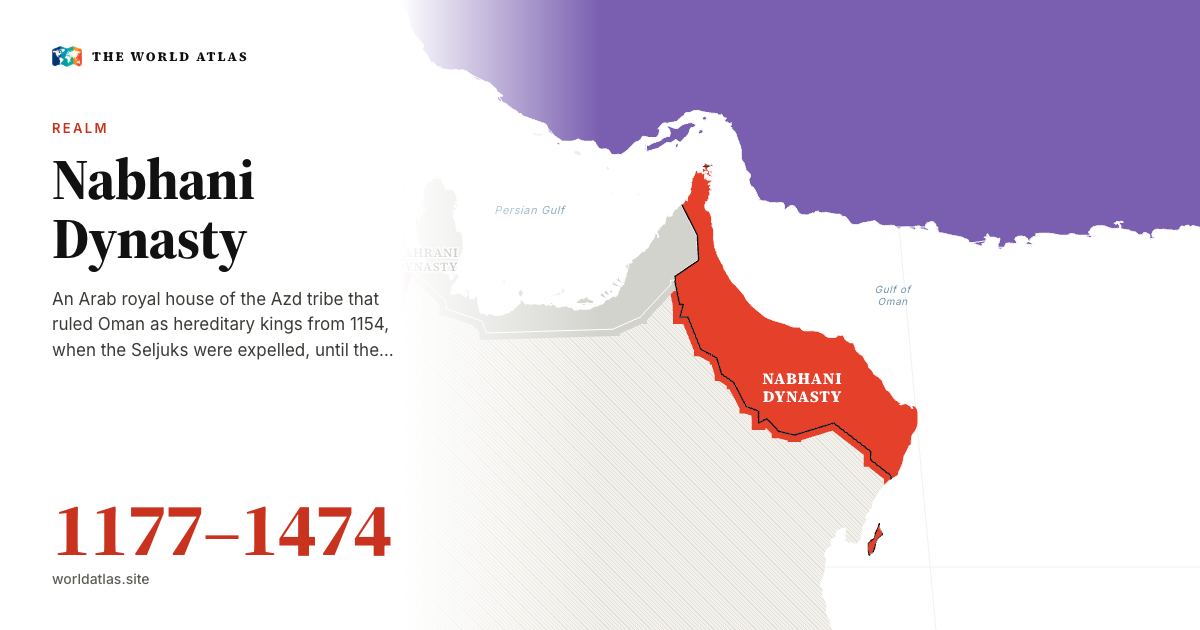 THE WORLD ATLAS
REALM
Nabhani
Dynasty
An Arab royal house of the Azd tribe that
ruled Oman as hereditary kings from 1154,
when the Seljuks were expelled, until the...
1177–1474
worldatlas.site
Persian Gulf
Gulf of
Oman
NABHANI
DYNASTY